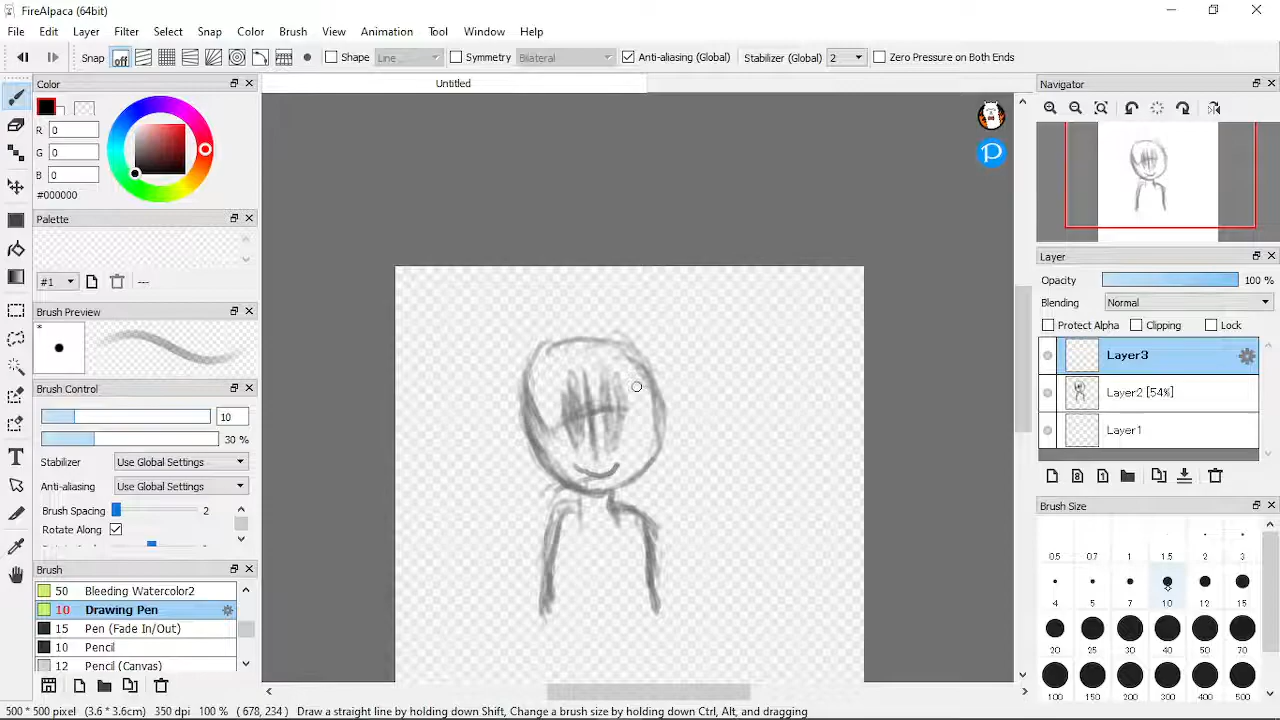 FireAlpaca (64bit)
File Edit Layer Filter Select Snap Color Brush View Animation Tool Window Help
Snap off Shape Line Symmetry Bilateral Anti-aliasing (Global) Stabilizer (Global) 2 Zero Pressure on Both Ends
Color
R 0
G 0
B 0
#000000
Palette
#1 ---
Brush Preview
*
Brush Control
10
30 %
Stabilizer Use Global Settings
Anti-aliasing Use Global Settings
Brush Spacing 2
Rotate Along
Brush
50 Bleeding Watercolor2
10 Drawing Pen
15 Pen (Fade In/Out)
10 Pencil
12 Pencil (Canvas)
Untitled
P
Navigator
Layer
Opacity 100 %
Blending Normal
Protect Alpha Clipping Lock
Layer3
Layer2 [54%]
Layer1
8 1
Brush Size
0.5 0.7 1 1.5 2 3
4 5 7 10 12 15
20 25 30 40 50 70
100 150 200 300 400 500
500 * 500 pixel (3.6 * 3.6cm) 350 dpi 100 % ( 678, 234 ) Draw a straight line by holding down Shift, Change a brush size by holding down Ctrl, Alt, and dragging